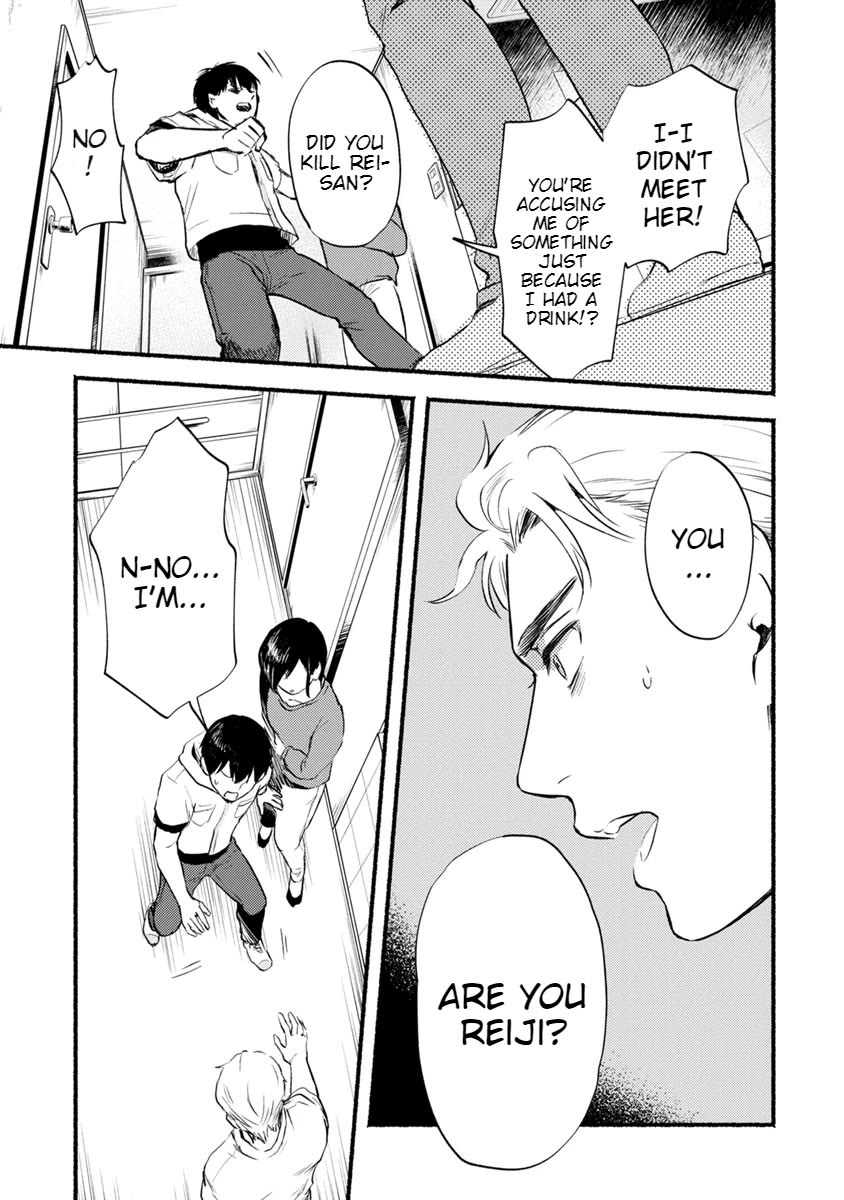 I-I
DIDN'T
MEET
HER!
YOU'RE
ACCUSING
ME OF
SOMETHING
JUST
BECAUSE
I HAD A
DRINK!?
DID YOU
KILL REI-
SAN?
NO
!
YOU
...
ARE YOU
REIJI?
N-NO...
I'M...